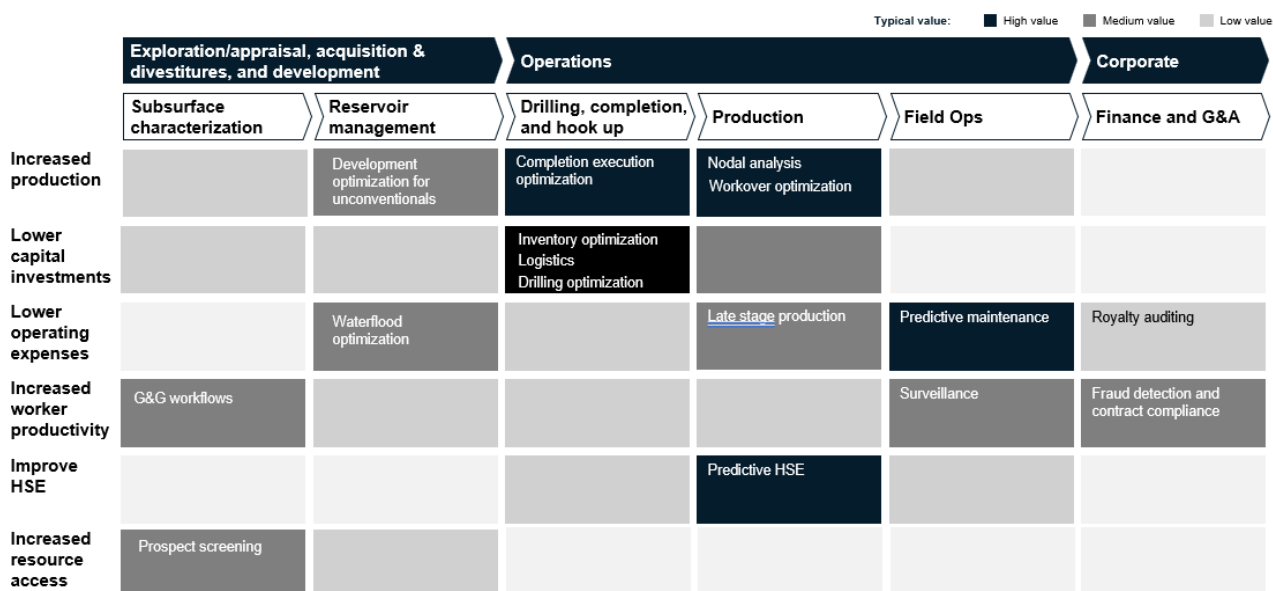 Typical value: High value Medium value Low value
Exploration/appraisal, acquisition &
divestitures, and development
Operations
Corporate
Subsurface
characterization
Reservoir
management
Drilling, completion,
and hook up
Production
Field Ops
Finance and G&A
Increased
production
Development
optimization for
unconventionals
Completion execution
optimization
Nodal analysis
Workover optimization
Lower
capital
investments
Inventory optimization
Logistics
Drilling optimization
Lower
operating
expenses
Waterflood
optimization
Late stage production
Predictive maintenance
Royalty auditing
Increased
worker
productivity
G&G workflows
Surveillance
Fraud detection and
contract compliance
Improve
HSE
Predictive HSE
Increased
resource
access
Prospect screening